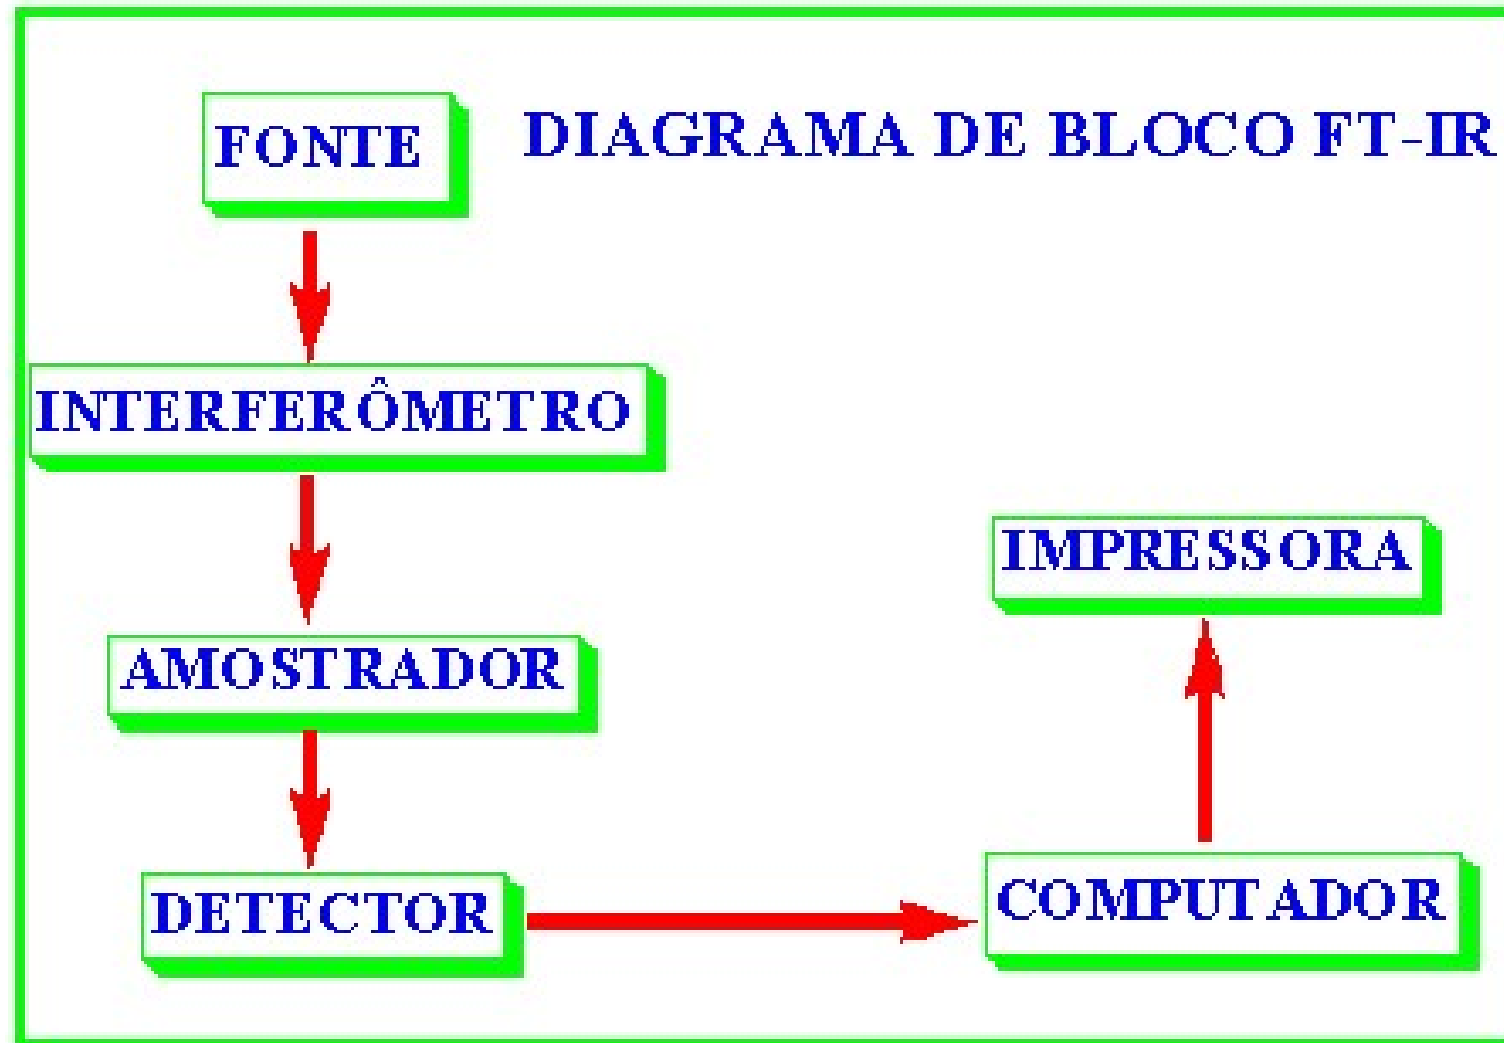 FONTE
DIAGRAMA DE BLOCO FT-IR
INTERFERÔMETRO
AMOSTRADOR
DETECTOR
COMPUTADOR
IMPRESSORA